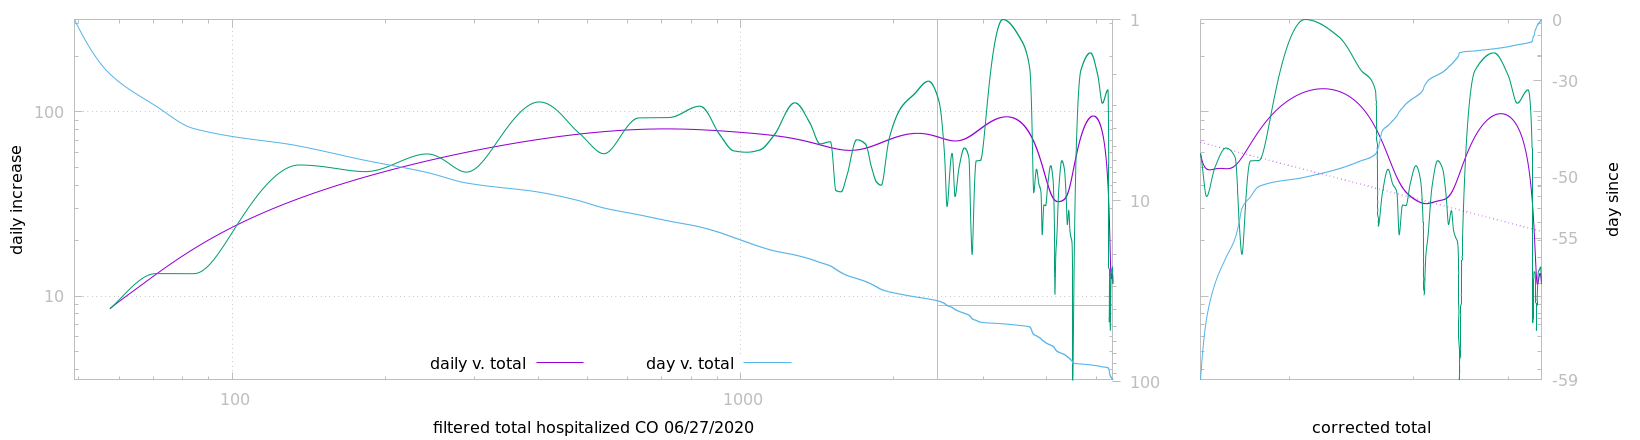 1
0
100
-30
daily increase
10
-50
-55
day since
10
daily v. total
day v. total
100
-59
100
1000
filtered total hospitalized CO 06/27/2020
corrected total